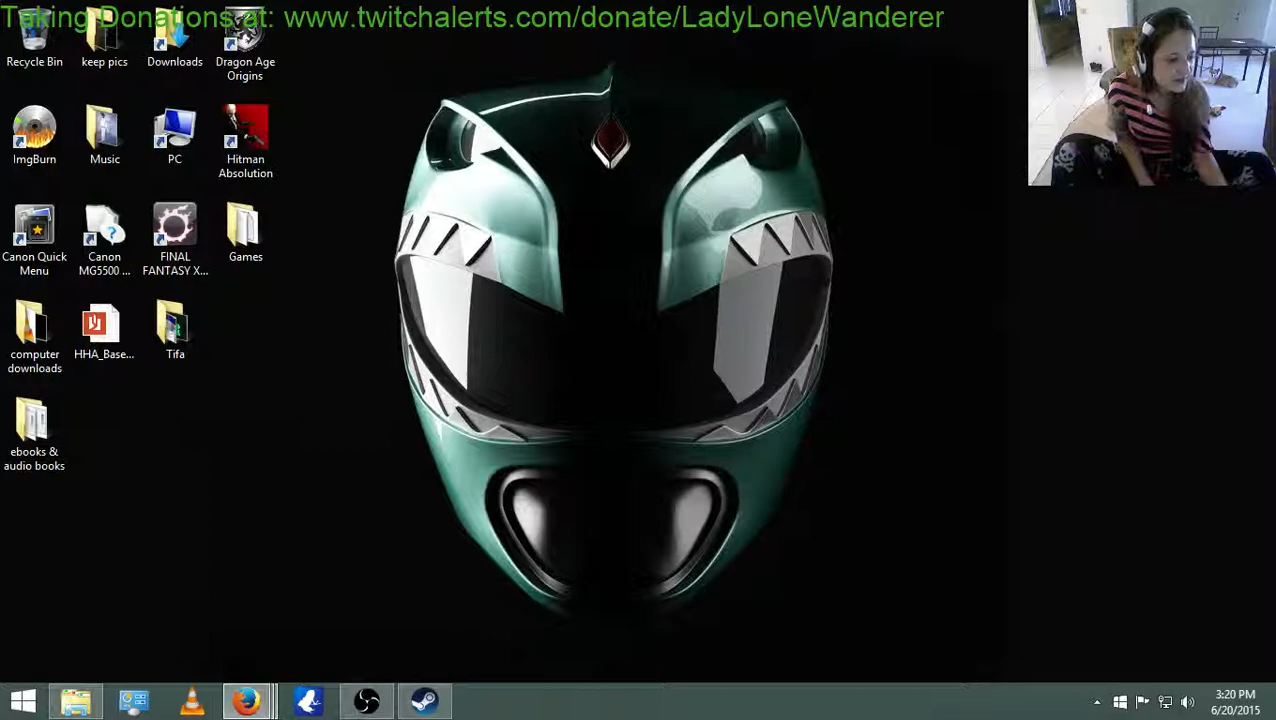 Taking Donations at: www.twitchalerts.com/donate/LadyLoneWanderer
Recycle Bin
keep pics
Downloads
Dragon Age
Origins
ImgBurn
Music
PC
Hitman
Absolution
Canon Quick
Menu
Canon
MG5500 ...
FINAL
FANTASY X...
Games
computer
downloads
HHA_Base...
Tifa
ebooks &
audio books
3:20 PM
6/20/2015